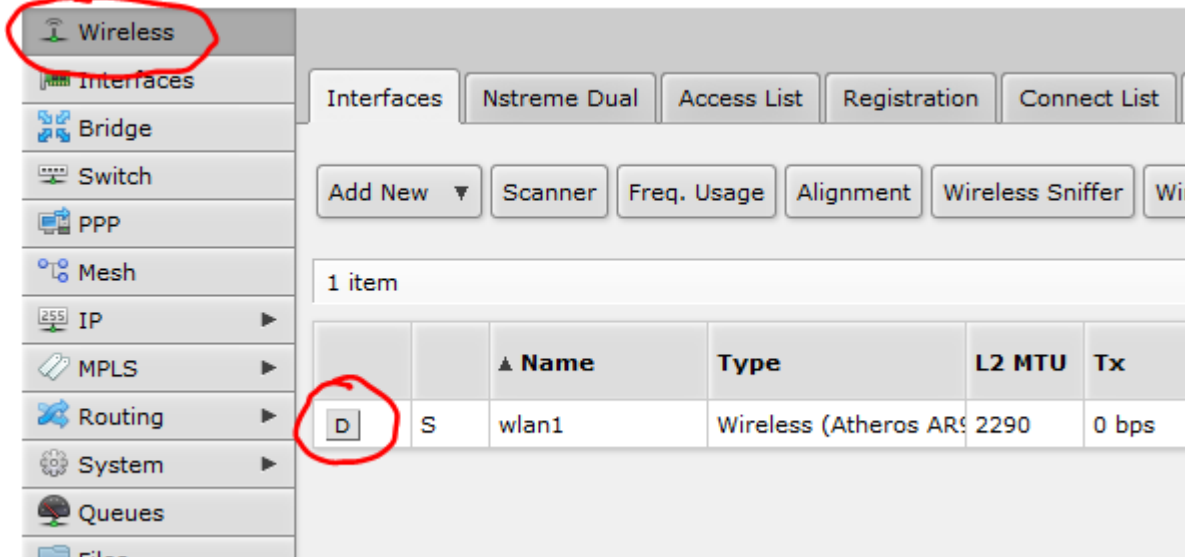 Wireless
Interfaces
Bridge
Switch
PPP
Mesh
255 IP
MPLS
Routing
System
Queues
Interfaces Nstreme Dual Access List Registration Connect List
Add New Scanner Freq. Usage Alignment Wireless Sniffer
1 item
Name Type L2 MTU Tx
D S wlan1 Wireless (Atheros 2290 0 bps